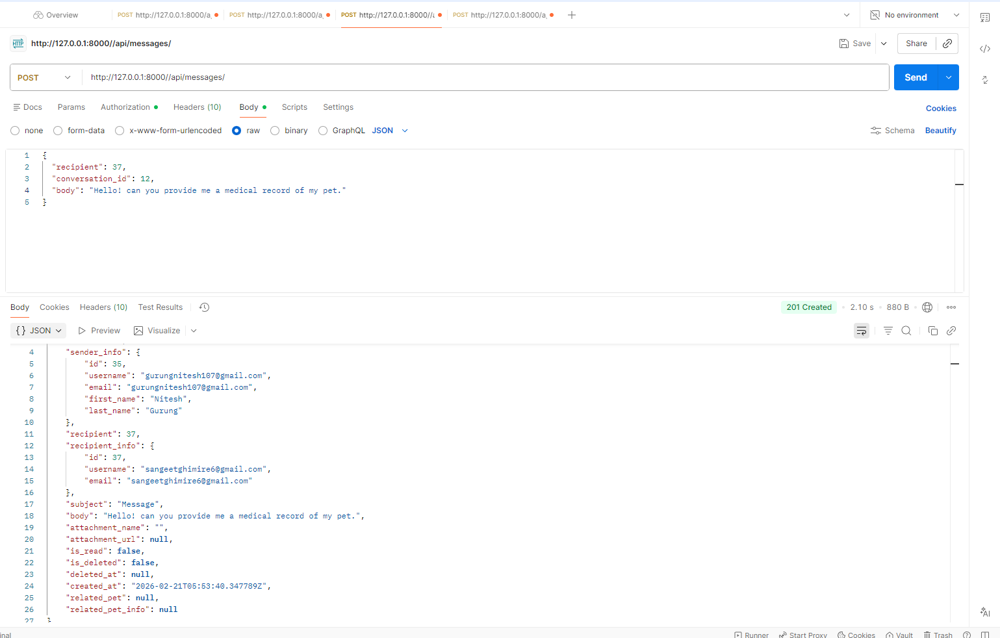 Overview
POST http://127.0.0.1:8000/a
POST http://127.0.0.1:8000/a
POST http://127.0.0.1:8000//a
POST http://127.0.0.1:8000/a
No environment
HTTP http://127.0.0.1:8000//api/messages/
Save
Share
POST http://127.0.0.1:8000//api/messages/
Send
Docs Params Authorization Headers (10) Body Scripts Settings
Cookies
none form-data x-www-form-urlencoded raw binary GraphQL JSON
Schema Beautify
1 {
2 "recipient": 37,
3 "conversation_id": 12,
4 "body": "Hello! can you provide me a medical record of my pet."
5 }
Body Cookies Headers (10) Test Results
201 Created 2.10 s 880 B
{} JSON Preview Visualize
4 "sender_info": {
5 "id": 35,
6 "username": "gurungnitesh107@gmail.com",
7 "email": "gurungnitesh107@gmail.com",
8 "first_name": "Nitesh",
9 "last_name": "Gurung"
10 },
11 "recipient": 37,
12 "recipient_info": {
13 "id": 37,
14 "username": "sangeetghimire6@gmail.com",
15 "email": "sangeetghimire6@gmail.com"
16 },
17 "subject": "Message",
18 "body": "Hello! can you provide me a medical record of my pet.",
19 "attachment_name": "",
20 "attachment_url": null,
21 "is_read": false,
22 "is_deleted": false,
23 "deleted_at": null,
24 "created_at": "2026-02-21T05:53:40.347789Z",
25 "related_pet": null,
26 "related_pet_info": null
27 }
AI
inal
Runner Start Proxy Cookies Vault Trash